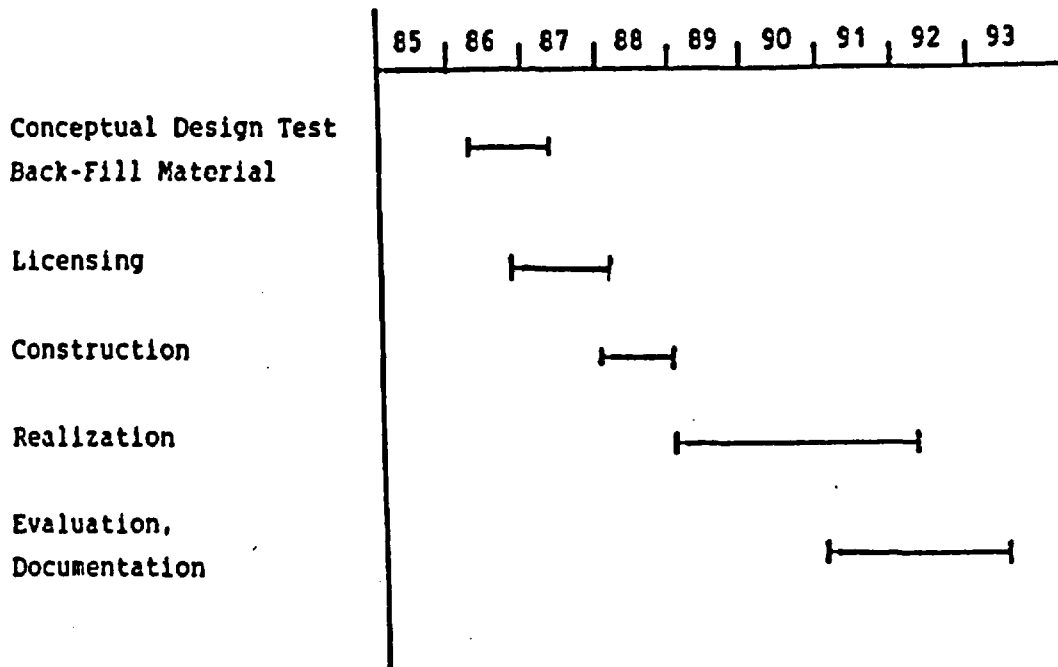 85 86 87 88 89 90 91 92 93
Conceptual Design Test
Back-Fill Material
Licensing
Construction
Realization
Evaluation,
Documentation